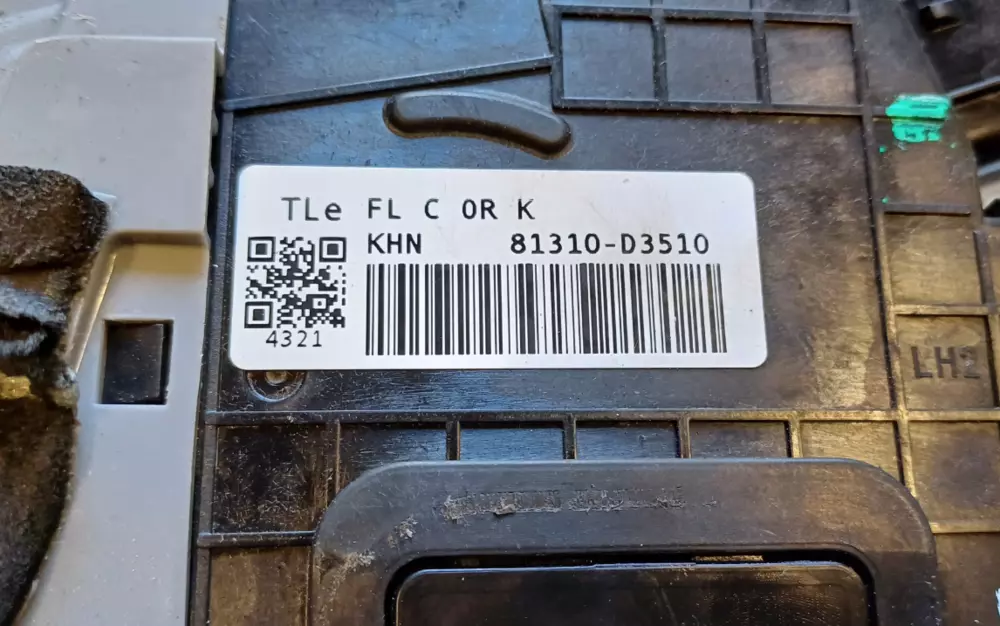 TLe FL C 0R K
KHN 81310-D3510
4321
LH2